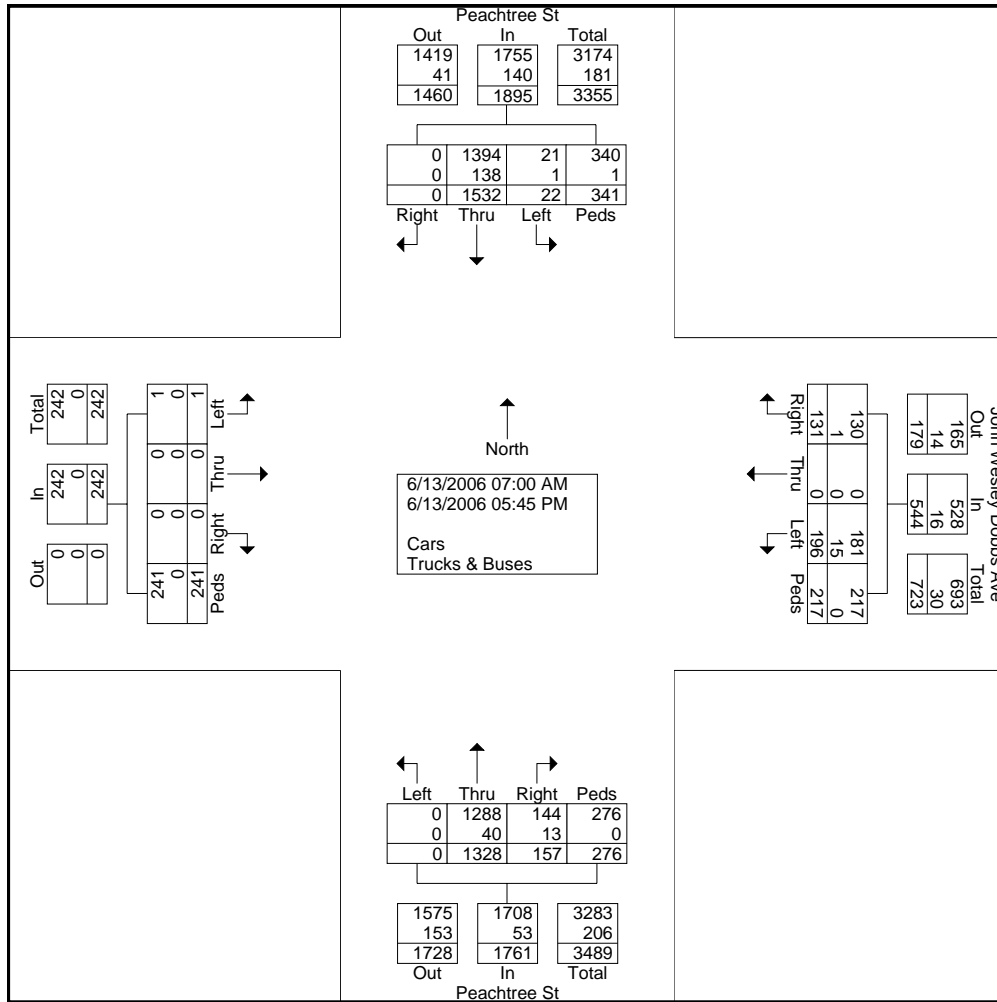 Peachtree St
Out In Total
1419 1755 3174
41 140 181
1460 1895 3355
0 1394 21 340
0 138 1 1
0 1532 22 341
Right Thru Left Peds
Total
242
0
242
In
242
0
242
Out
0
0
0
Left
1
0
1
Thru
0
0
0
Right
0
0
0
Peds
241
0
241
North
6/13/2006 07:00 AM
6/13/2006 05:45 PM
Cars
Trucks & Buses
Right
130
1
131
Thru
0
0
0
Left
181
15
196
Peds
217
0
217
John Wesley Dobbs Ave
Out
165
14
179
In
528
16
544
Total
693
30
723
Left Thru Right Peds
0 1288 144 276
0 40 13 0
0 1328 157 276
1575 1708 3283
153 53 206
1728 1761 3489
Out In Total
Peachtree St